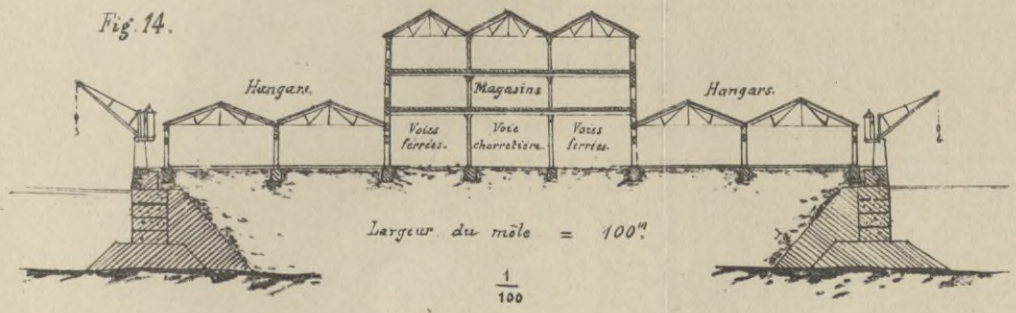 Fig. 14.
Hangars.
Magasins
Hangars.
Voies
ferrées.
Voie
charretière.
Voies
ferrées.
Largeur du môle = 100m.
1
100